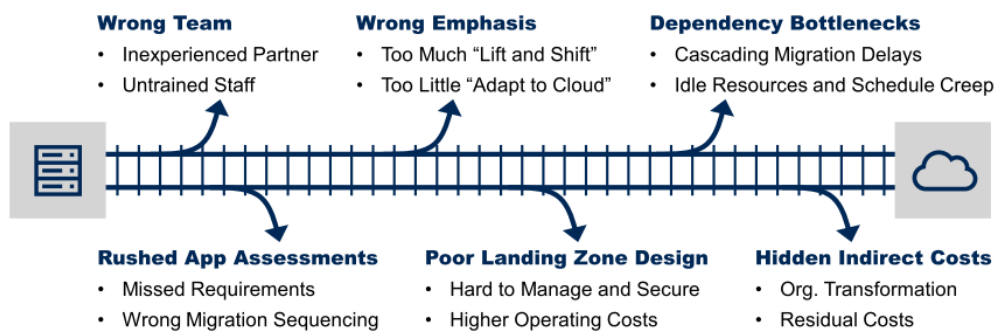 Wrong Team
• Inexperienced Partner
• Untrained Staff
Wrong Emphasis
• Too Much “Lift and Shift”
• Too Little “Adapt to Cloud”
Dependency Bottlenecks
• Cascading Migration Delays
• Idle Resources and Schedule Creep
Rushed App Assessments
• Missed Requirements
• Wrong Migration Sequencing
Poor Landing Zone Design
• Hard to Manage and Secure
• Higher Operating Costs
Hidden Indirect Costs
• Org. Transformation
• Residual Costs